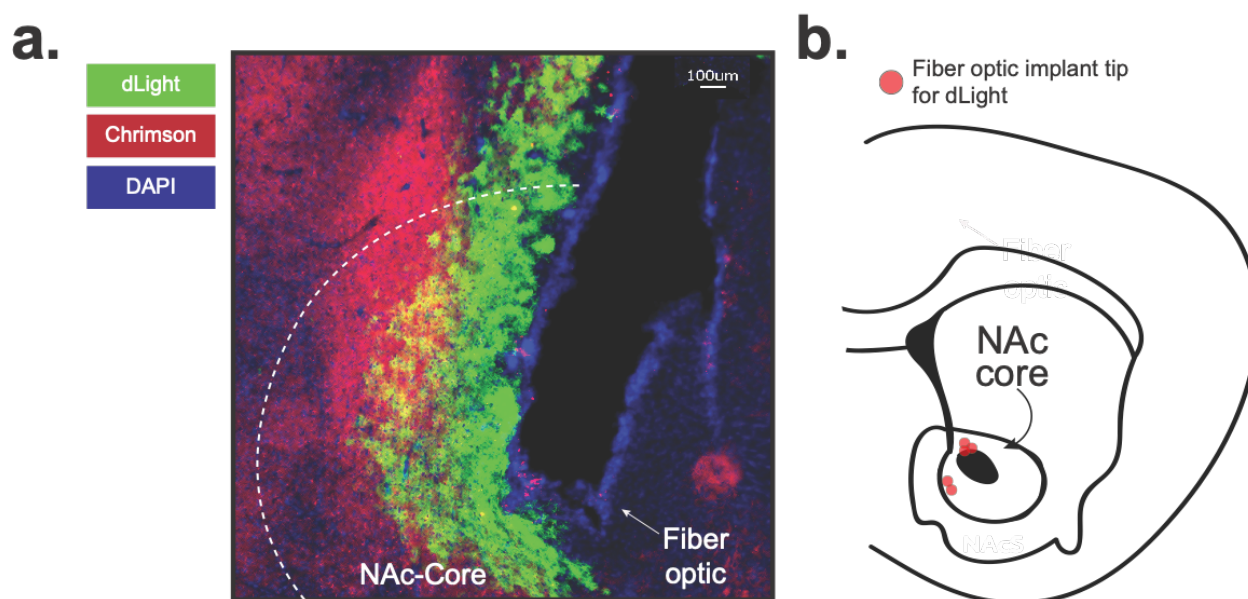 a.
dLight
Chrimson
DAPI
100um
NAc-Core
Fiber
optic
b.
Fiber optic implant tip
for dLight
Fiber
optic
NAc
core
NAcS